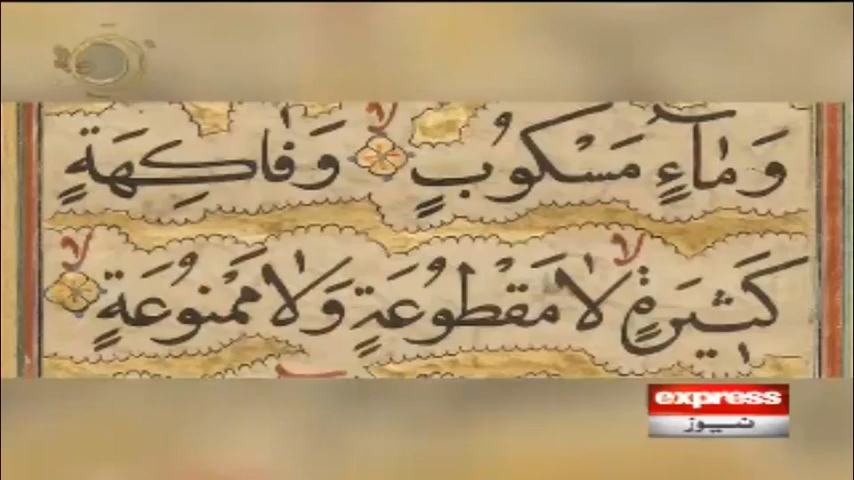 وَمَآءٍ مَسْكُوبٍ وَفَاكِهَةٍ
كَثِيرَةٍ لَا مَقْطُوعَةٍ وَلَا مَمْنُوعَةٍ
express
نیوز